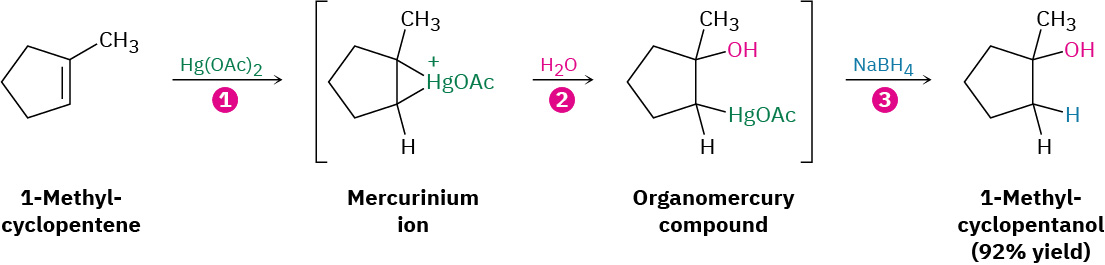 CH3
Hg(OAc)2
1
CH3
+
HgOAc
H
H2O
2
CH3
OH
HgOAc
H
NaBH4
3
CH3
OH
H
H
1-Methyl-
cyclopentene
Mercurinium
ion
Organomercury
compound
1-Methyl-
cyclopentanol
(92% yield)